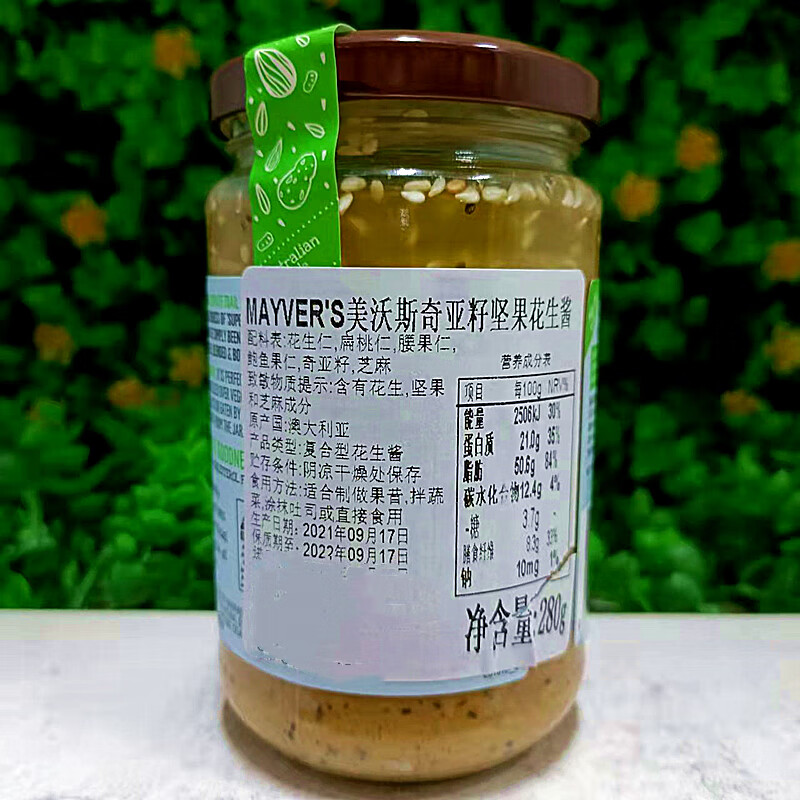 tralian
MAYVER'S美沃斯奇亚籽坚果花生酱
配料表:花生仁,扁桃仁,腰果仁,
鲍鱼果仁,奇亚籽,芝麻
致敏物质提示:含有花生,坚果
和芝麻成分
原产国:澳大利亚
产品类型:复合型花生酱
贮存条件:阴凉干燥处保存
食用方法:适合制做果昔,拌蔬
菜,涂抹吐司或直接食用
生产日期: 2021年09月17日
保质期至: 2022年09月17日
营养成分表
项目 每100g NRV%
能量 2506kJ 30%
蛋白质 21.0g 35%
脂肪 50.6g 84%
碳水化合物 12.4g 4%
-糖 3.7g -
膳食纤维 8.3g 33%
钠 10mg 1%
净含量:280g